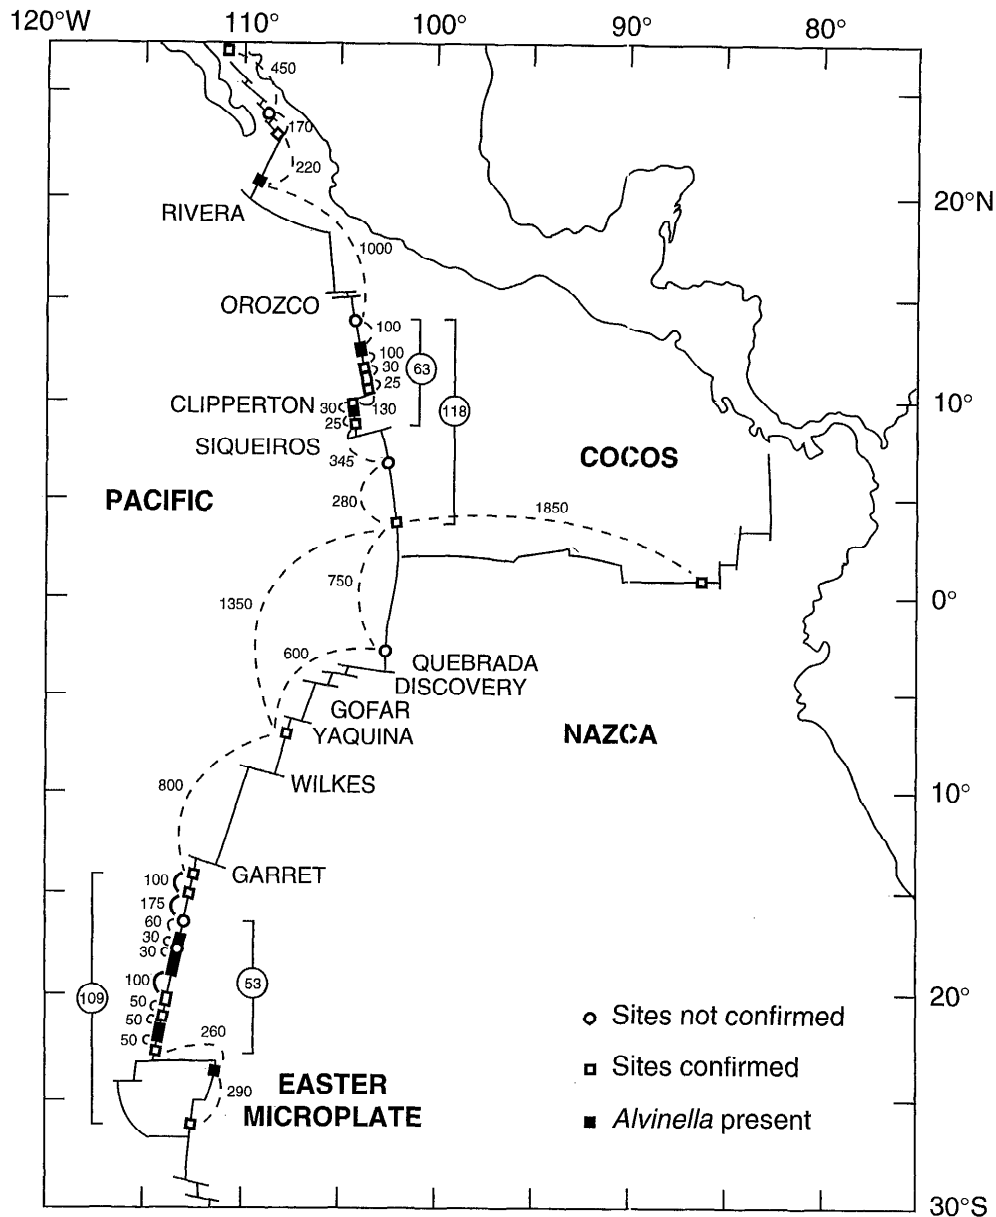 120°W 110° 100° 90° 80°
450
170
220
20°N
RIVERA
1000
OROZCO
100
100
30
63
25
CLIPPERTON 30 130
10°
118
25
SIQUEIROS
345
COCOS
PACIFIC
280
1850
750
1350
0°
600
QUEBRADA
DISCOVERY
GOFAR
YAQUINA
NAZCA
800
WILKES
10°
GARRET
100
175
60
30
30
100
53
109
50
50
50
20°
260
290
Sites not confirmed
Sites confirmed
Alvinella present
EASTER
MICROPLATE
30°S